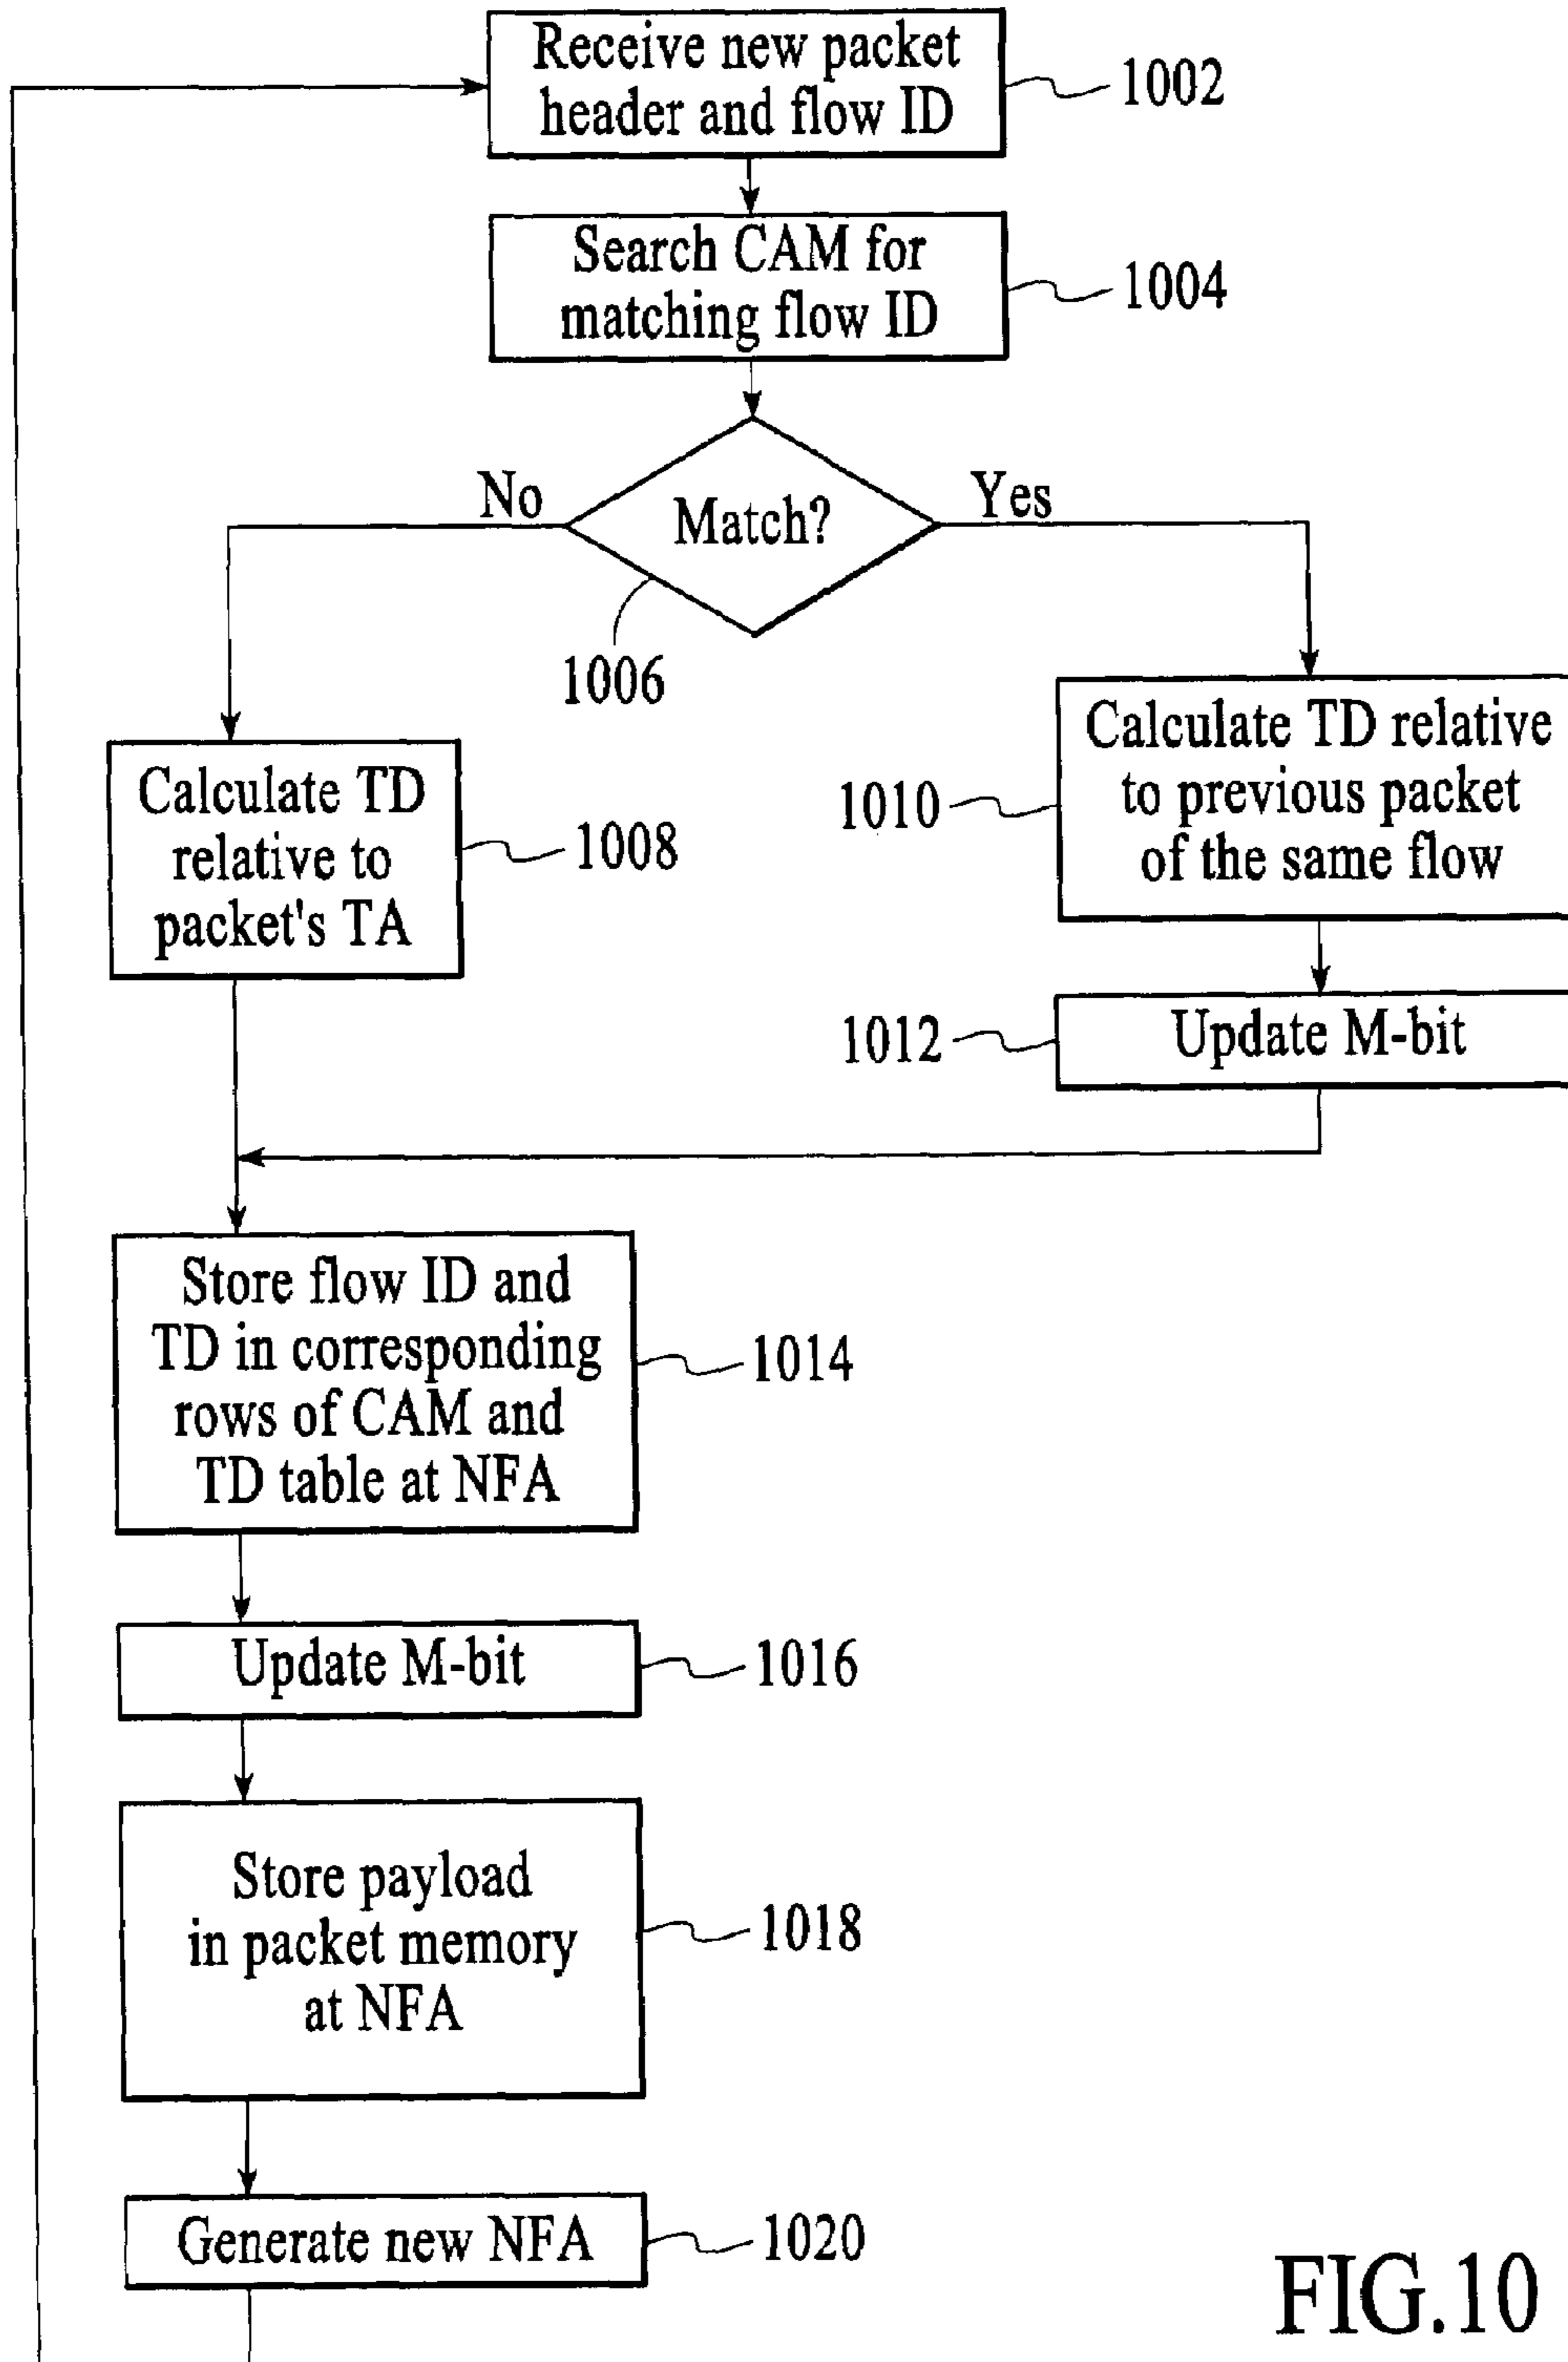 Receive new packet
header and flow ID
1002
Search CAM for
matching flow ID
1004
No
Match?
Yes
1006
Calculate TD
relative to
packet's TA
1008
1010
Calculate TD relative
to previous packet
of the same flow
1012
Update M-bit
Store flow ID and
TD in corresponding
rows of CAM and
TD table at NFA
1014
Update M-bit
1016
Store payload
in packet memory
at NFA
1018
Generate new NFA
1020
FIG.10